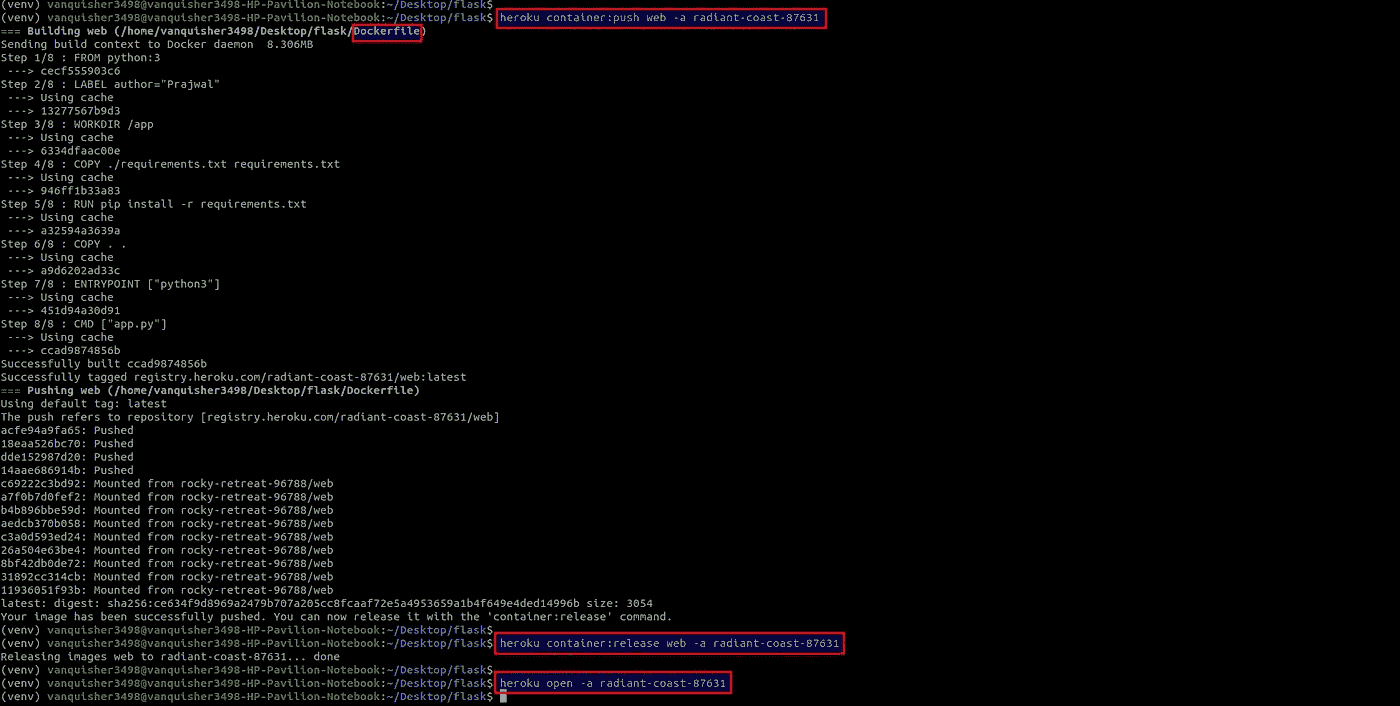 (venv) vanquisher3498@vanquisher3498-HP-Pavilion-Notebook:~/Desktop/flask$
(venv) vanquisher3498@vanquisher3498-HP-Pavilion-Notebook:~/Desktop/flask$ heroku container:push web -a radiant-coast-87631
=== Building web (/home/vanquisher3498/Desktop/flask/Dockerfile)
Sending build context to Docker daemon  8.306MB
Step 1/8 : FROM python:3
 ---> cecf555903c6
Step 2/8 : LABEL author="Prajwal"
 ---> Using cache
 ---> 13277567b9d3
Step 3/8 : WORKDIR /app
 ---> Using cache
 ---> 6334dfaac00e
Step 4/8 : COPY ./requirements.txt requirements.txt
 ---> Using cache
 ---> 946ff1b33a83
Step 5/8 : RUN pip install -r requirements.txt
 ---> Using cache
 ---> a32594a3639a
Step 6/8 : COPY . .
 ---> Using cache
 ---> a9d6202ad33c
Step 7/8 : ENTRYPOINT ["python3"]
 ---> Using cache
 ---> 451d94a30d91
Step 8/8 : CMD ["app.py"]
 ---> Using cache
 ---> ccad9874856b
Successfully built ccad9874856b
Successfully tagged registry.heroku.com/radiant-coast-87631/web:latest
=== Pushing web (/home/vanquisher3498/Desktop/flask/Dockerfile)
Using default tag: latest
The push refers to repository [registry.heroku.com/radiant-coast-87631/web]
acfe94a9fa65: Pushed
18eaa526bc70: Pushed
dde152987d20: Pushed
14aae686914b: Pushed
c69222c3bd92: Mounted from rocky-retreat-96788/web
a7f0b7d0fef2: Mounted from rocky-retreat-96788/web
b4b896bbe59d: Mounted from rocky-retreat-96788/web
aedcb370b058: Mounted from rocky-retreat-96788/web
c3a0d593ed24: Mounted from rocky-retreat-96788/web
26a504e63be4: Mounted from rocky-retreat-96788/web
8bf42db0de72: Mounted from rocky-retreat-96788/web
31892cc314cb: Mounted from rocky-retreat-96788/web
11936051f93b: Mounted from rocky-retreat-96788/web
latest: digest: sha256:ce634f9d8969a2479b707a205cc8fcaaf72e5a4953659a1b4f649e4ded14996b size: 3054
Your image has been successfully pushed. You can now release it with the 'container:release' command.
(venv) vanquisher3498@vanquisher3498-HP-Pavilion-Notebook:~/Desktop/flask$
(venv) vanquisher3498@vanquisher3498-HP-Pavilion-Notebook:~/Desktop/flask$ heroku container:release web -a radiant-coast-87631
Releasing images web to radiant-coast-87631... done
(venv) vanquisher3498@vanquisher3498-HP-Pavilion-Notebook:~/Desktop/flask$
(venv) vanquisher3498@vanquisher3498-HP-Pavilion-Notebook:~/Desktop/flask$ heroku open -a radiant-coast-87631
(venv) vanquisher3498@vanquisher3498-HP-Pavilion-Notebook:~/Desktop/flask$